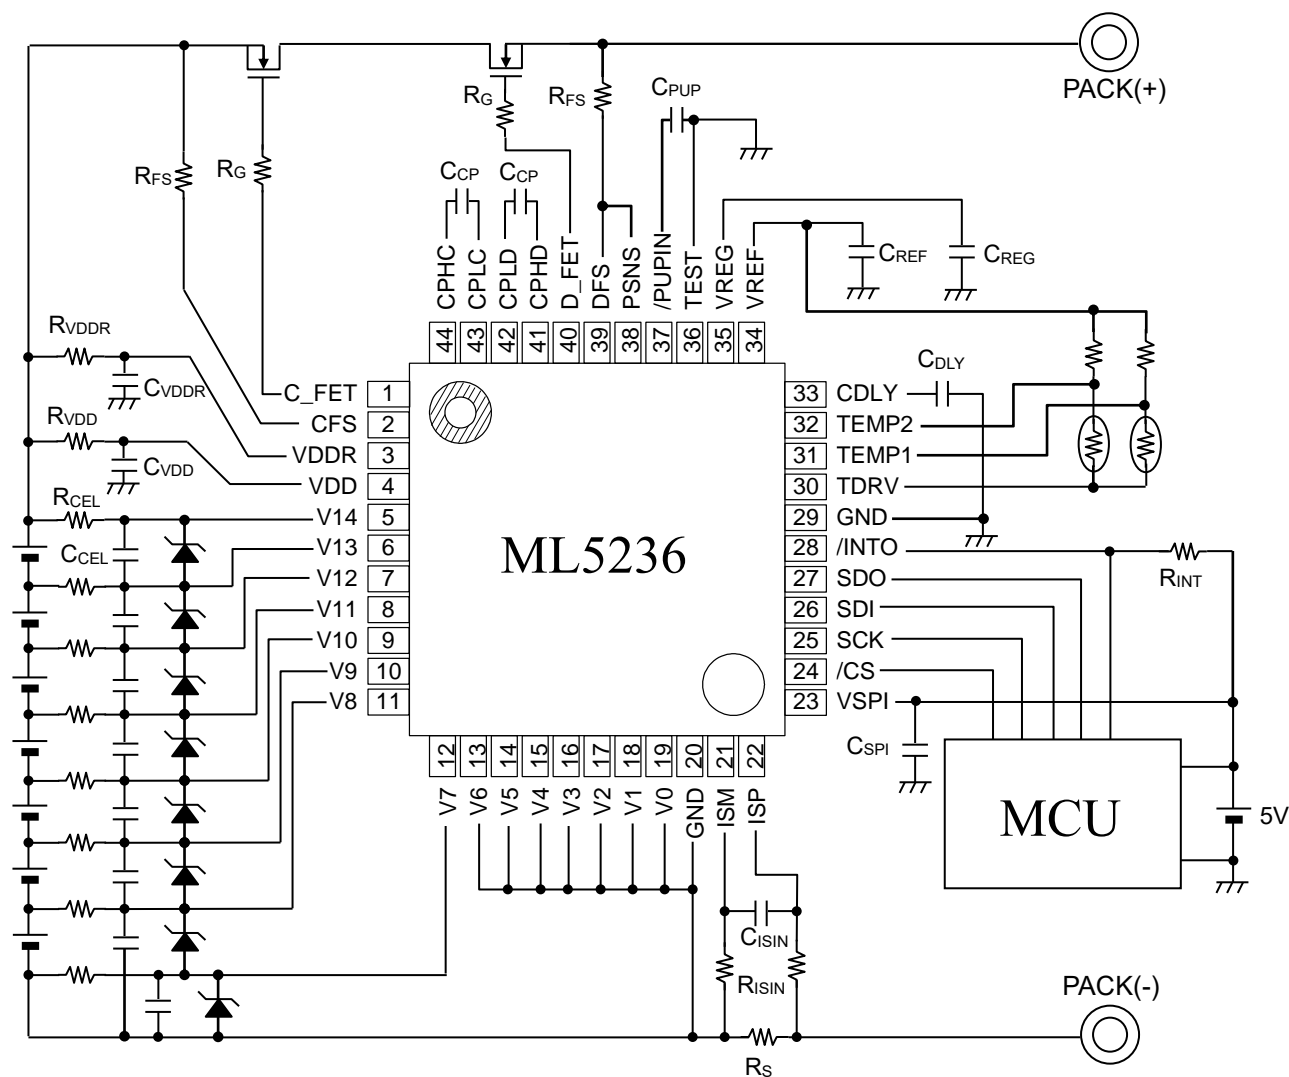 PACK(+)
RG
RFS
CPUP
RFS
RG
CCP
CCP
CPHC
CPLC
CPLD
CPHD
D_FET
DFS
PSNS
/PUPIN
TEST
VREG
VREF
CREF
CREG
44
43
42
41
40
39
38
37
36
35
34
RVDDR
CVDDR
RVDD
CVDD
RCEL
CCEL
C_FET 1
CFS 2
VDDR 3
VDD 4
V14 5
V13 6
V12 7
V11 8
V10 9
V9 10
V8 11
ML5236
CDLY
33 CDLY
32 TEMP2
31 TEMP1
30 TDRV
29 GND
28 /INTO
27 SDO
26 SDI
25 SCK
24 /CS
23 VSPI
RINT
CSPI
MCU
5V
12
13
14
15
16
17
18
19
20
21
22
V7
V6
V5
V4
V3
V2
V1
V0
GND
ISM
ISP
CISIN
RISIN
RS
PACK(-)